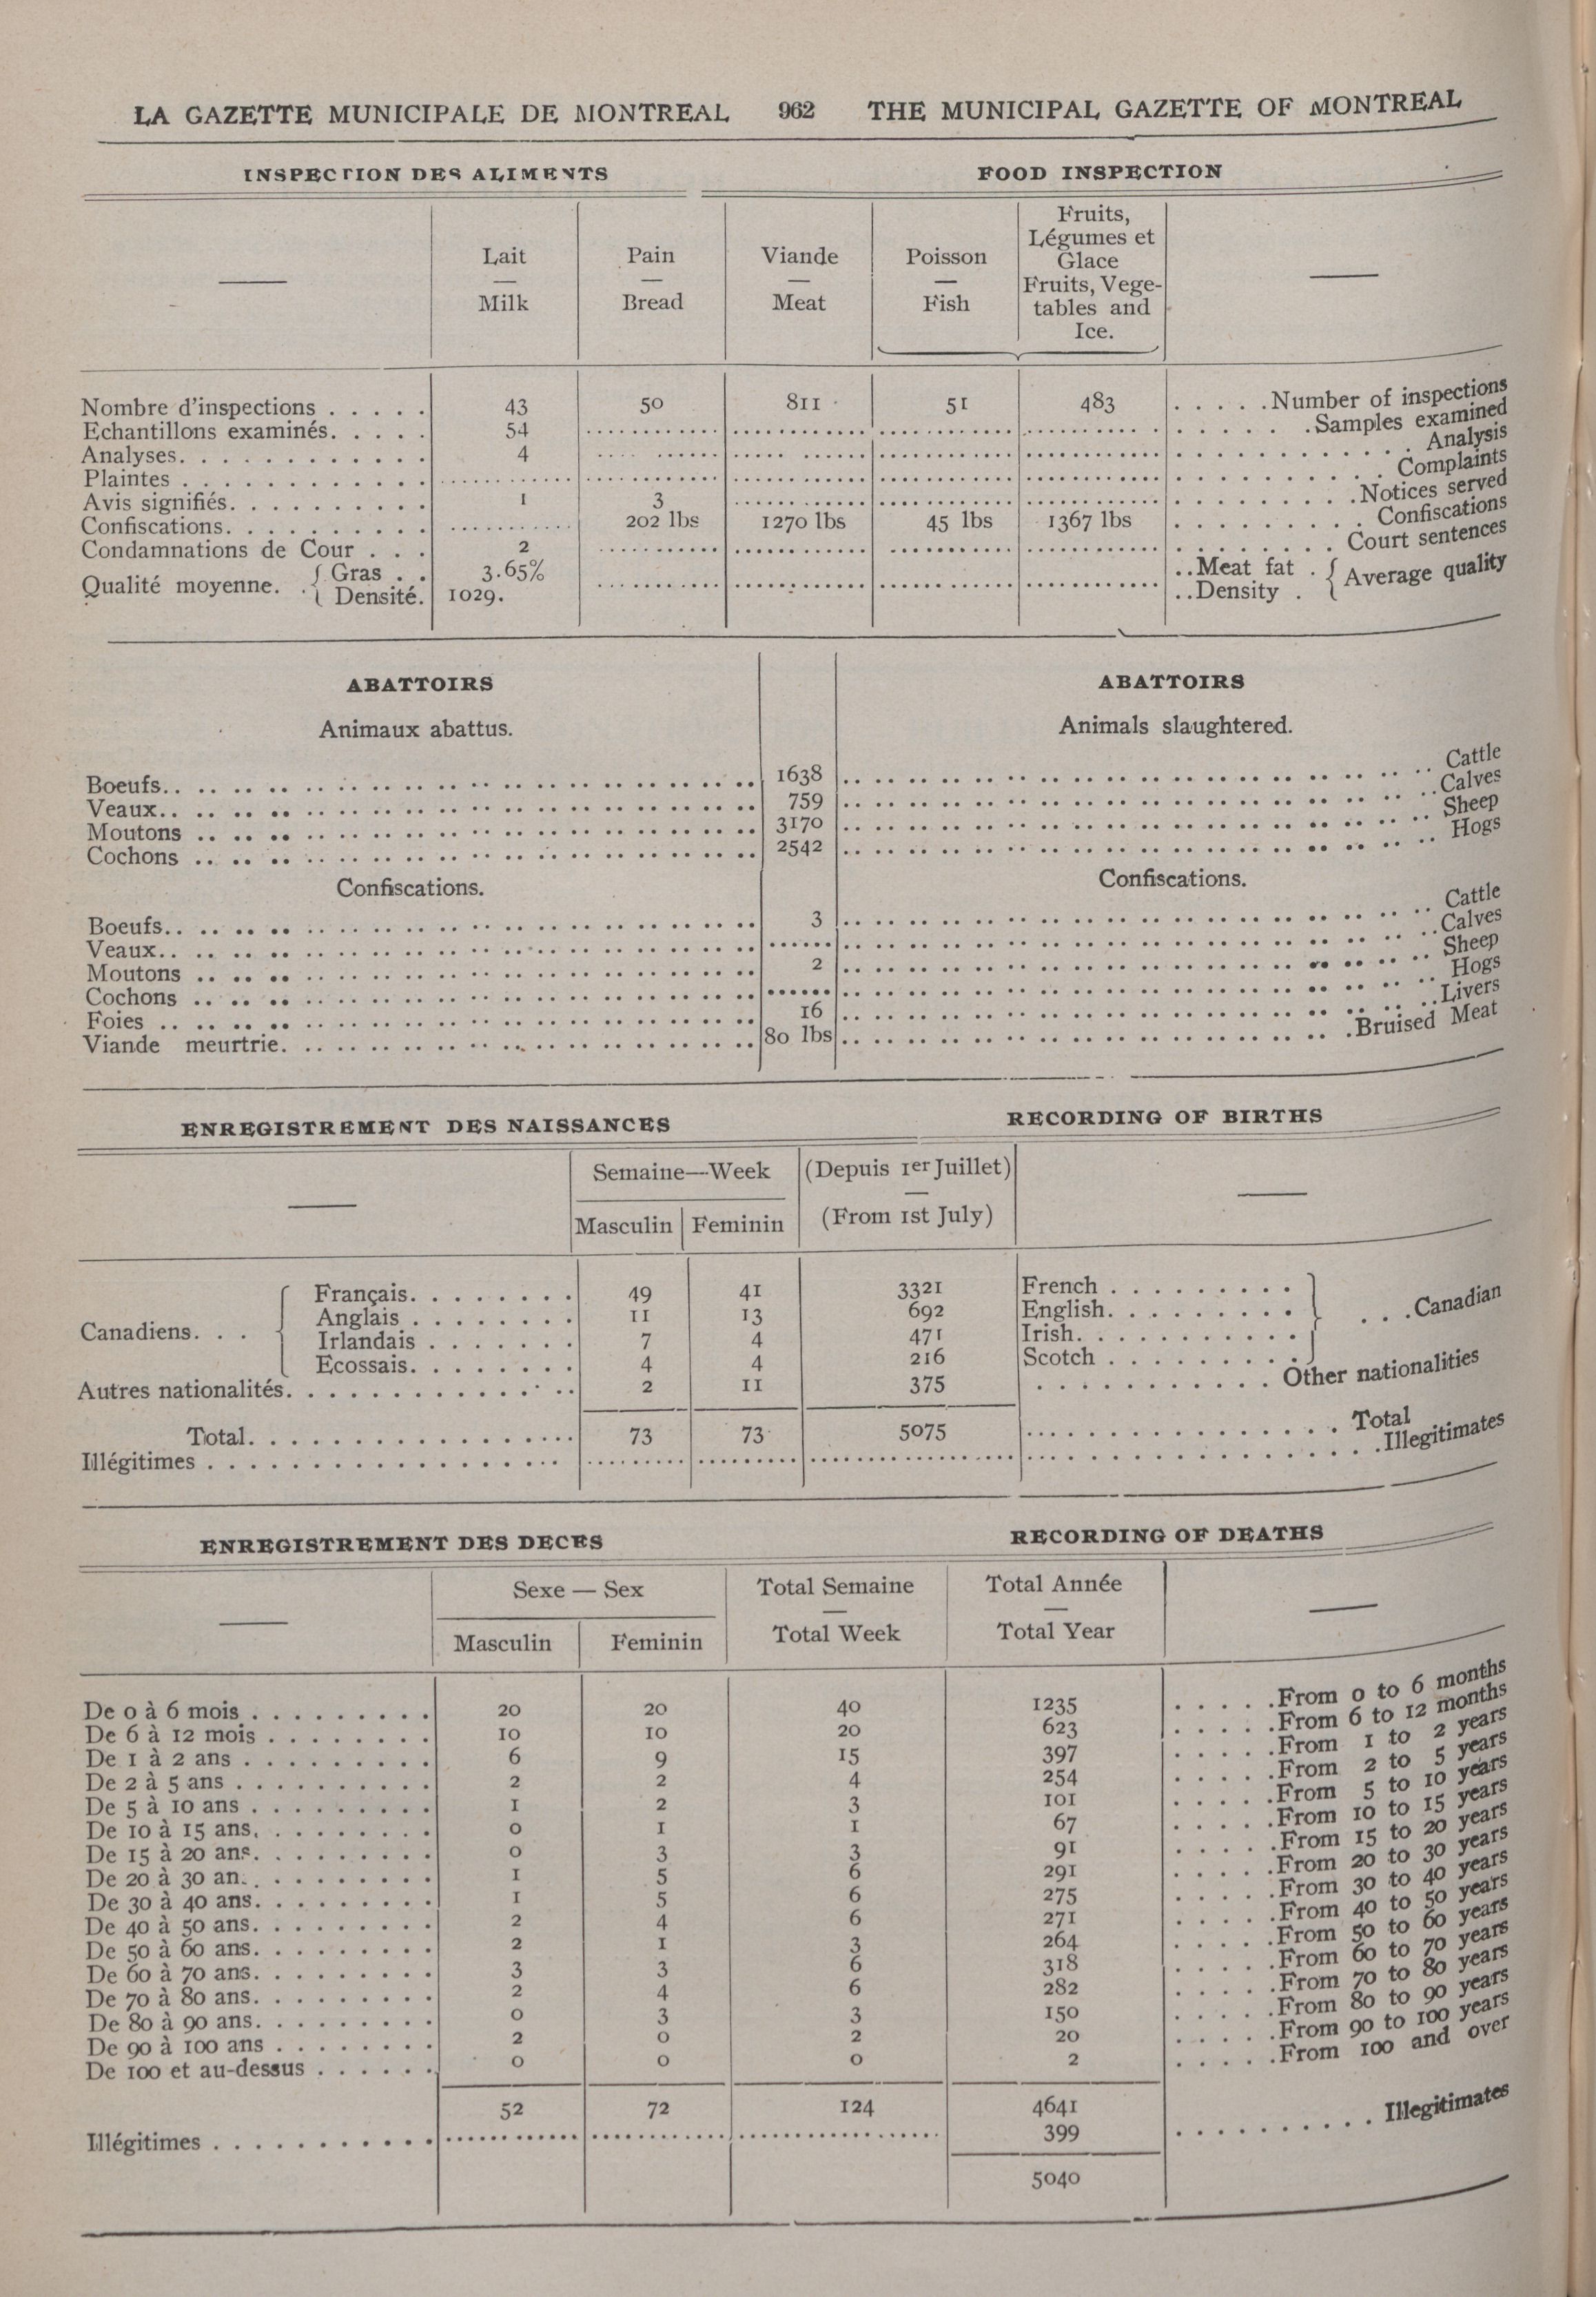 LA GAZETTE MUNICIPALE DE MONTREAL 962 THE MUNICIPAL GAZETTE OF MONTREAL
INSPECTION DES ALIMENTS FOOD INSPECTION
Lait — Milk
Pain — Bread
Viande — Meat
Poisson — Fish
Fruits, Légumes et Glace Fruits, Vegetables and Ice.
Nombre d'inspections . . . . . 43 50 811 51 483 . . . . . Number of inspections
Echantillons examinés. . . . . 54 . . . . . Samples examined
Analyses. . . . . 4 . . . . . Analysis
Plaintes . . . . . Complaints
Avis signifiés. . . . . 1 3 . . . . . Notices served
Confiscations. . . . . 202 lbs 1270 lbs 45 lbs 1367 lbs . . . . . Confiscations
Condamnations de Cour . . . 2 . . . . . Court sentences
Qualité moyenne. . { Gras . . 3.65% . . Meat fat . { Average quality
Densité. 1029. . . Density .
ABATTOIRS ABATTOIRS
Animaux abattus. Animals slaughtered.
Boeufs.. .. .. 1638 .. .. .. Cattle
Veaux.. .. .. 759 .. .. .. Calves
Moutons .. .. .. 3170 .. .. .. Sheep
Cochons .. .. .. 2542 .. .. .. Hogs
Confiscations. Confiscations.
Boeufs.. .. .. 3 .. .. .. Cattle
Veaux.. .. .. ...... .. .. .. Calves
Moutons .. .. .. 2 .. .. .. Sheep
Cochons .. .. .. ...... .. .. .. Hogs
Foies .. .. .. 16 .. .. .. Livers
Viande meurtrie. .. .. 80 lbs .. .. .. Bruised Meat
ENREGISTREMENT DES NAISSANCES RECORDING OF BIRTHS
Semaine—Week (Depuis 1er Juillet)
—
Masculin Feminin (From 1st July)
Français. . . . . 49 41 3321 French . . . . .
Anglais . . . . . 11 13 692 English. . . . .
Canadiens. . . { } . . . Canadian
Irlandais . . . . . 7 4 471 Irish. . . . .
Ecossais. . . . . 4 4 216 Scotch . . . . .
Autres nationalités. . . . . 2 11 375 . . . . . Other nationalities
Total. . . . . 73 73 5075 . . . . . Total
Illégitimes . . . . . Illegitimates
ENREGISTREMENT DES DECES RECORDING OF DEATHS
Sexe — Sex Total Semaine — Total Week Total Année — Total Year
Masculin Feminin
De 0 à 6 mois . . . . . 20 20 40 1235 . . . . . From 0 to 6 months
De 6 à 12 mois . . . . . 10 10 20 623 . . . . . From 6 to 12 months
De 1 à 2 ans . . . . . 6 9 15 397 . . . . . From 1 to 2 years
De 2 à 5 ans . . . . . 2 2 4 254 . . . . . From 2 to 5 years
De 5 à 10 ans . . . . . 1 2 3 101 . . . . . From 5 to 10 years
De 10 à 15 ans. . . . . 0 1 1 67 . . . . . From 10 to 15 years
De 15 à 20 ans. . . . . 0 3 3 91 . . . . . From 15 to 20 years
De 20 à 30 an. . . . . 1 5 6 291 . . . . . From 20 to 30 years
De 30 à 40 ans. . . . . 1 5 6 275 . . . . . From 30 to 40 years
De 40 à 50 ans. . . . . 2 4 6 271 . . . . . From 40 to 50 years
De 50 à 60 ans. . . . . 2 1 3 264 . . . . . From 50 to 60 years
De 60 à 70 ans. . . . . 3 3 6 318 . . . . . From 60 to 70 years
De 70 à 80 ans. . . . . 2 4 6 282 . . . . . From 70 to 80 years
De 80 à 90 ans. . . . . 0 3 3 150 . . . . . From 80 to 90 years
De 90 à 100 ans . . . . . 2 0 2 20 . . . . . From 90 to 100 years
De 100 et au-dessus . . . . . 0 0 0 2 . . . . . From 100 and over
52 72 124 4641
Illégitimes . . . . . 399 . . . . . Illegitimates
5040